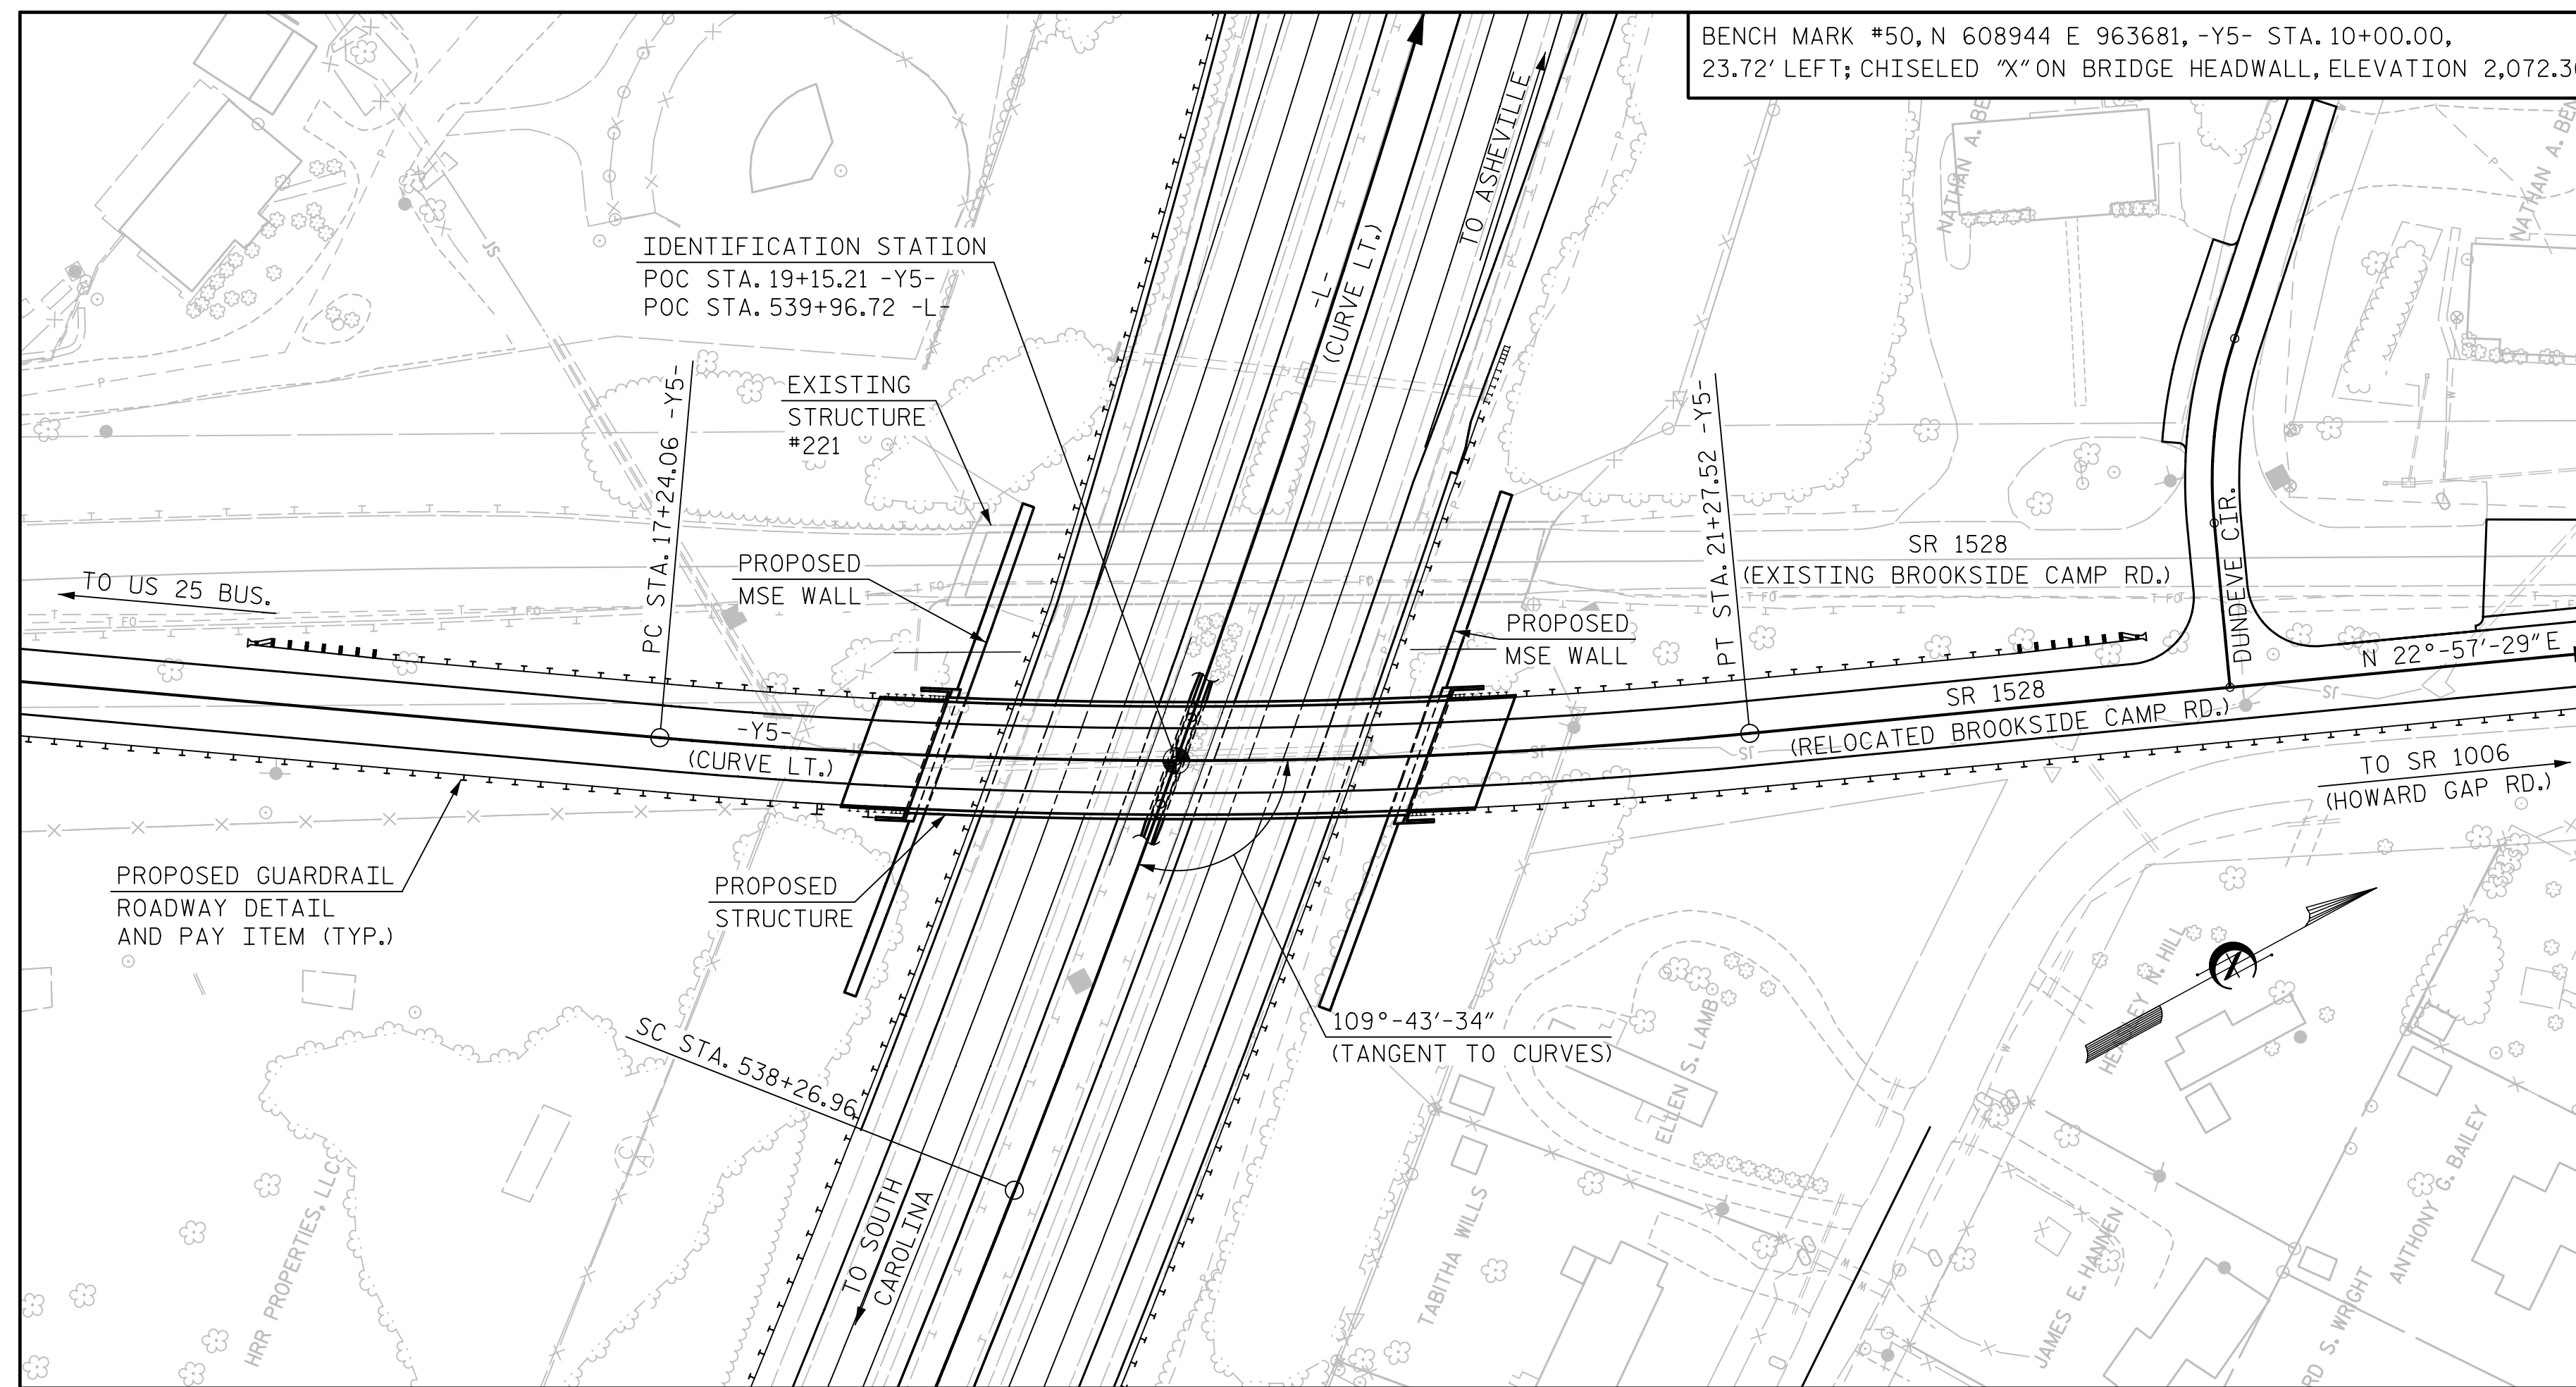 BENCH MARK #50, N 608944 E 963681, -Y5- STA. 10+00.00,
23.72' LEFT; CHISELED "X" ON BRIDGE HEADWALL, ELEVATION
IDENTIFICATION STATION
POC STA. 19+15.21 -Y5-
POC STA. 539+96.72 -L-
TO ASHEVILLE
-L-
(CURVE LT.)
NATHAN A.
NATHAN A.
JS
EXISTING
STRUCTURE
#221
PC STA. 17+24.06 -Y5-
PT STA. 21+27.52 -Y5-
PROPOSED
MSE WALL
TO US 25 BUS.
SR 1528
(EXISTING BROOKSIDE CAMP RD.)
DUNDEVE CIR.
PROPOSED
MSE WALL
N 22°-57'-29" E
SR 1528
(RELOCATED BROOKSIDE CAMP RD.)
-Y5-
(CURVE LT.)
TO SR 1006
(HOWARD GAP RD.)
PROPOSED GUARDRAIL
ROADWAY DETAIL
AND PAY ITEM (TYP.)
PROPOSED
STRUCTURE
109°-43'-34"
(TANGENT TO CURVES)
SC STA. 538+26.96
TO SOUTH
CAROLINA
HRR PROPERTIES, LLC
ELLEN S. LAMB
TABITHA WILLS
N. HILL
JAMES E. HANNEN
ANTHONY G. BAILEY
S. WRIGHT